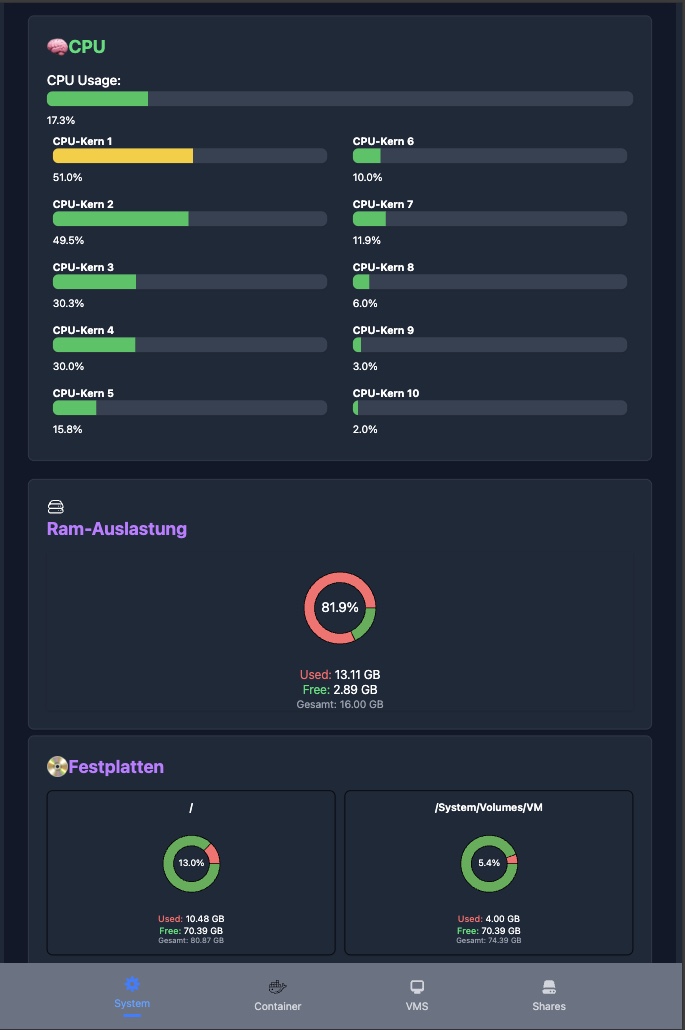 CPU
CPU Usage:
17.3%
CPU-Kern 1
51.0%
CPU-Kern 2
49.5%
CPU-Kern 3
30.3%
CPU-Kern 4
30.0%
CPU-Kern 5
15.8%
CPU-Kern 6
10.0%
CPU-Kern 7
11.9%
CPU-Kern 8
6.0%
CPU-Kern 9
3.0%
CPU-Kern 10
2.0%
Ram-Auslastung
81.9%
Used: 13.11 GB
Free: 2.89 GB
Gesamt: 16.00 GB
Festplatten
/
13.0%
Used: 10.48 GB
Free: 70.39 GB
Gesamt: 80.87 GB
/System/Volumes/VM
5.4%
Used: 4.00 GB
Free: 70.39 GB
Gesamt: 74.39 GB
System
Container
VMS
Shares